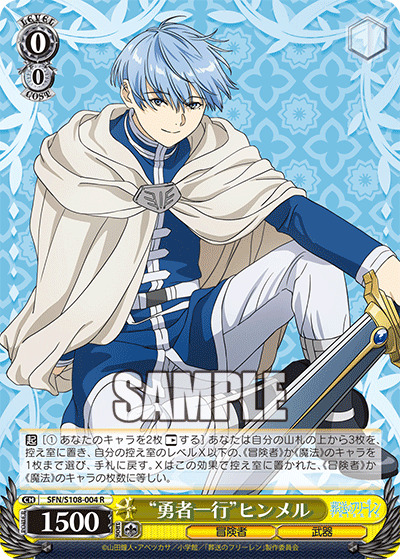 LEVEL
0
0
COST
SAMPLE
起 [① あなたのキャラを2枚 する] あなたは自分の山札の上から3枚を、
控え室に置き、自分の控え室のレベルX以下の、《冒険者》か《魔法》のキャラを
1枚まで選び、手札に戻す。Xはこの効果で控え室に置かれた、《冒険者》か
《魔法》のキャラの枚数に等しい。
CH SFN/S108-004 R
1500
“勇者一行”ヒンメル
葬送のフリーレン
冒険者 武器
©山田鐘人・アベツカサ/小学館/「葬送のフリーレン」製作委員会